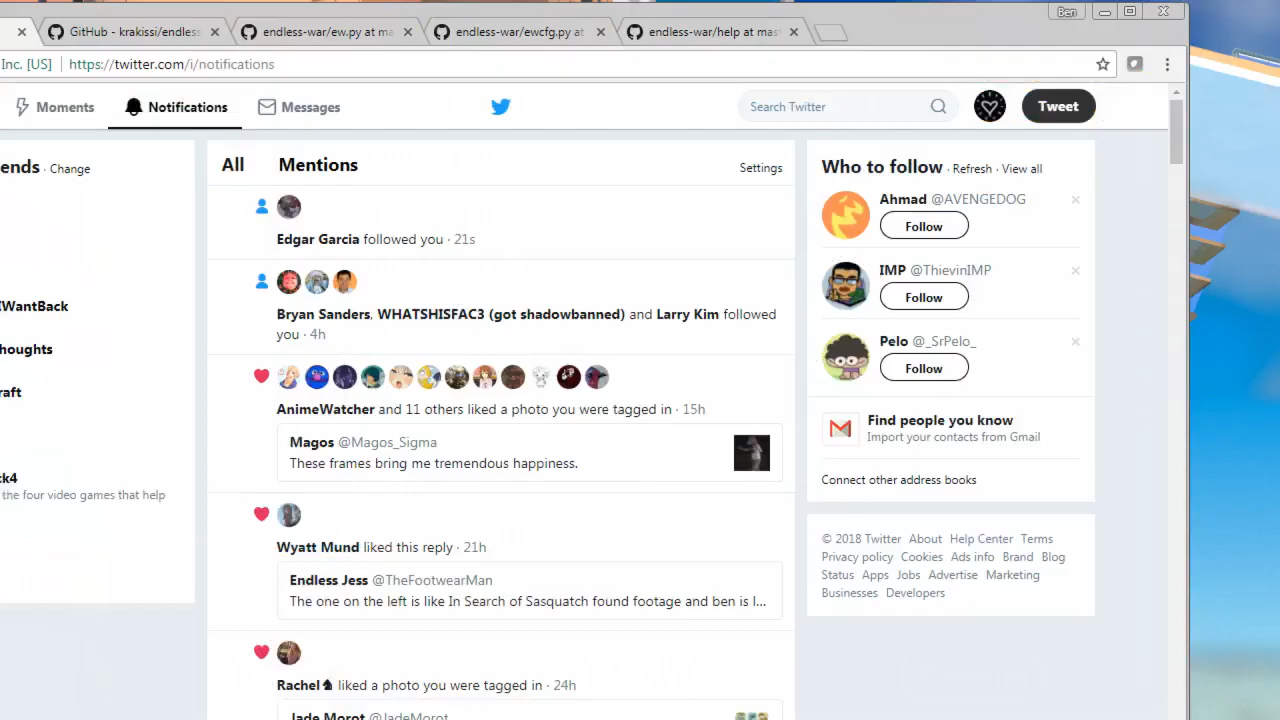 Ben
GitHub - krakissi/endless
endless-war/ew.py at ma
endless-war/ewcfg.py at
endless-war/help at mas
Inc. [US]
https://twitter.com/i/notifications
Moments
Notifications
Messages
Search Twitter
Tweet
ends · Change
IWantBack
houghts
raft
ck4
the four video games that help
All
Mentions
Settings
Edgar Garcia followed you · 21s
Bryan Sanders, WHATSHISFAC3 (got shadowbanned) and Larry Kim followed
you · 4h
AnimeWatcher and 11 others liked a photo you were tagged in · 15h
Magos @Magos_Sigma
These frames bring me tremendous happiness.
Wyatt Mund liked this reply · 21h
Endless Jess @TheFootwearMan
The one on the left is like In Search of Sasquatch found footage and ben is l...
Rachel♞ liked a photo you were tagged in · 24h
Jade Morot @JadeMorot
Who to follow · Refresh · View all
Ahmad @AVENGEDOG
Follow
IMP @ThievinIMP
Follow
Pelo @_SrPelo_
Follow
Find people you know
Import your contacts from Gmail
Connect other address books
© 2018 Twitter About Help Center Terms
Privacy policy Cookies Ads info Brand Blog
Status Apps Jobs Advertise Marketing
Businesses Developers